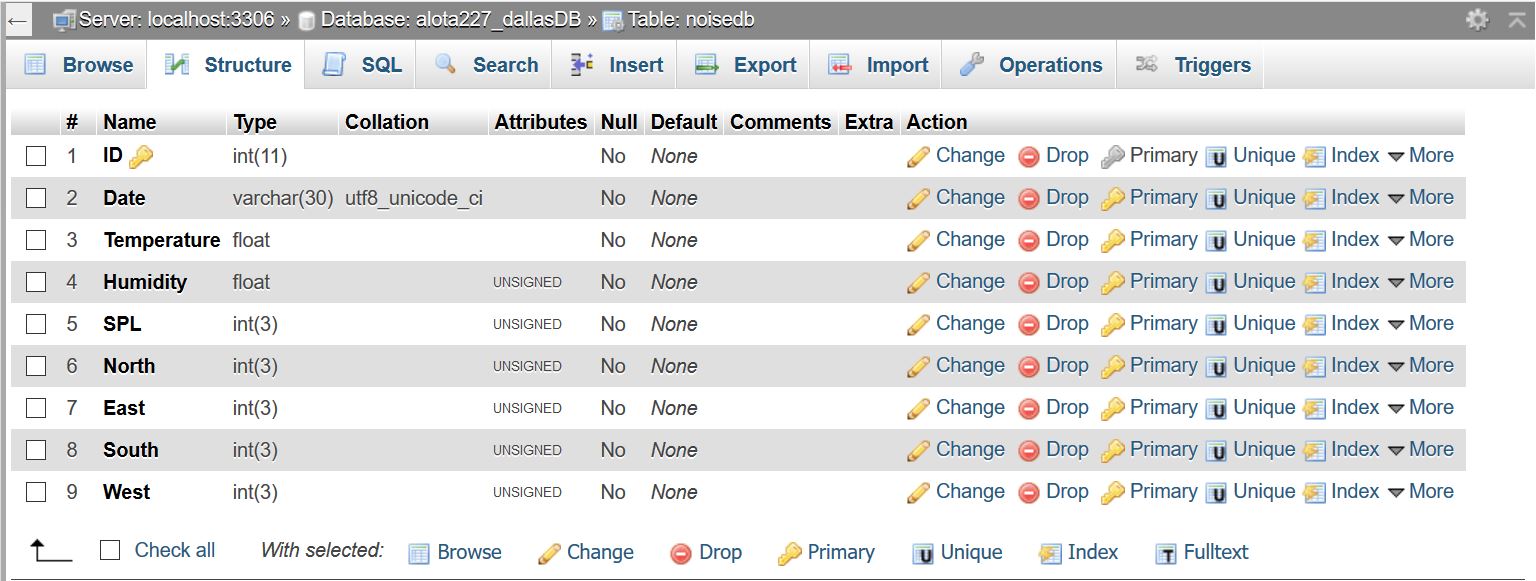 Server: localhost:3306 » Database: alota227_dallasDB » Table: noisedb
Browse Structure SQL Search Insert Export Import Operations Triggers
# Name Type Collation Attributes Null Default Comments Extra Action
1 ID int(11) No None Change Drop Primary Unique Index More
2 Date varchar(30) utf8_unicode_ci No None Change Drop Primary Unique Index More
3 Temperature float No None Change Drop Primary Unique Index More
4 Humidity float UNSIGNED No None Change Drop Primary Unique Index More
5 SPL int(3) UNSIGNED No None Change Drop Primary Unique Index More
6 North int(3) UNSIGNED No None Change Drop Primary Unique Index More
7 East int(3) UNSIGNED No None Change Drop Primary Unique Index More
8 South int(3) UNSIGNED No None Change Drop Primary Unique Index More
9 West int(3) UNSIGNED No None Change Drop Primary Unique Index More
Check all With selected: Browse Change Drop Primary Unique Index Fulltext